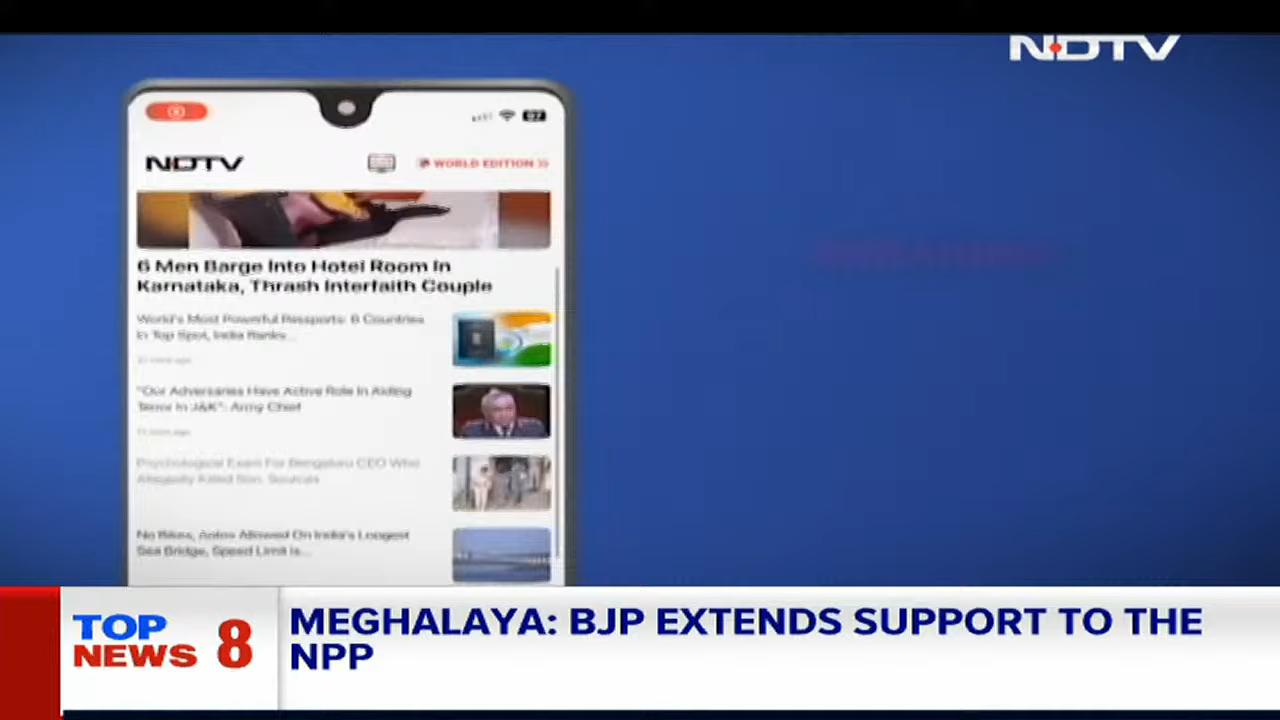 NDTV
97
NDTV
WORLD EDITION
6 Men Barge Into Hotel Room In
Karnataka, Thrash Interfaith Couple
World's Most Powerful Passports: 6 Countries
In Top Spot, India Ranks...
"Our Adversaries Have Active Role In Aiding
Terror In J&K": Army Chief
Psychological Exam For Bengaluru CEO Who
Allegedly Killed Son: Sources
No Bikes, Autos Allowed On India's Longest
Sea Bridge, Speed Limit Is...
TOP
NEWS 8
MEGHALAYA: BJP EXTENDS SUPPORT TO THE
NPP